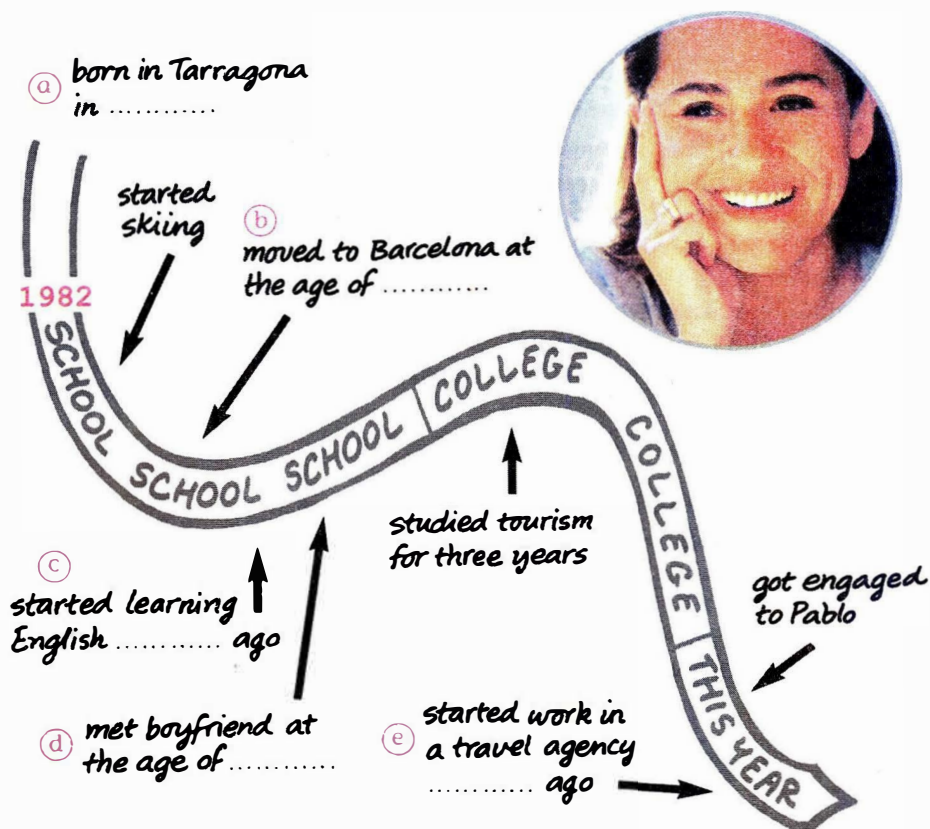 a born in Tarragona
in ............
started
skiing
b
moved to Barcelona at
the age of ............
1982
SCHOOL SCHOOL SCHOOL COLLEGE COLLEGE THIS YEAR
studied tourism
for three years
c
started learning
English ............ ago
got engaged
to Pablo
d met boyfriend at
the age of ............
e started work in
a travel agency
............ ago